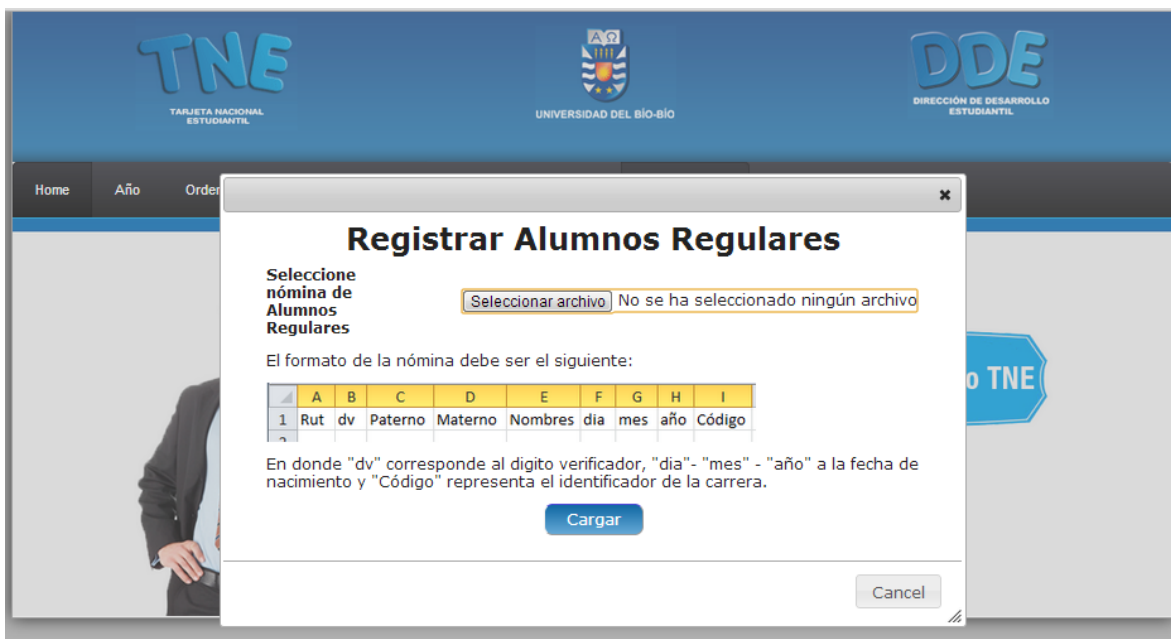 TNE
TARJETA NACIONAL
ESTUDIANTIL
ΑΩ
UNIVERSIDAD DEL BÍO-BÍO
DDE
DIRECCIÓN DE DESARROLLO
ESTUDIANTIL
Home Año Orden
Registrar Alumnos Regulares
Seleccione
nómina de
Alumnos
Regulares
Seleccionar archivo No se ha seleccionado ningún archivo
El formato de la nómina debe ser el siguiente:
A B C D E F G H I
1 Rut dv Paterno Materno Nombres dia mes año Código
En donde "dv" corresponde al digito verificador, "dia"- "mes" - "año" a la fecha de
nacimiento y "Código" representa el identificador de la carrera.
Cargar
Cancel
o TNE